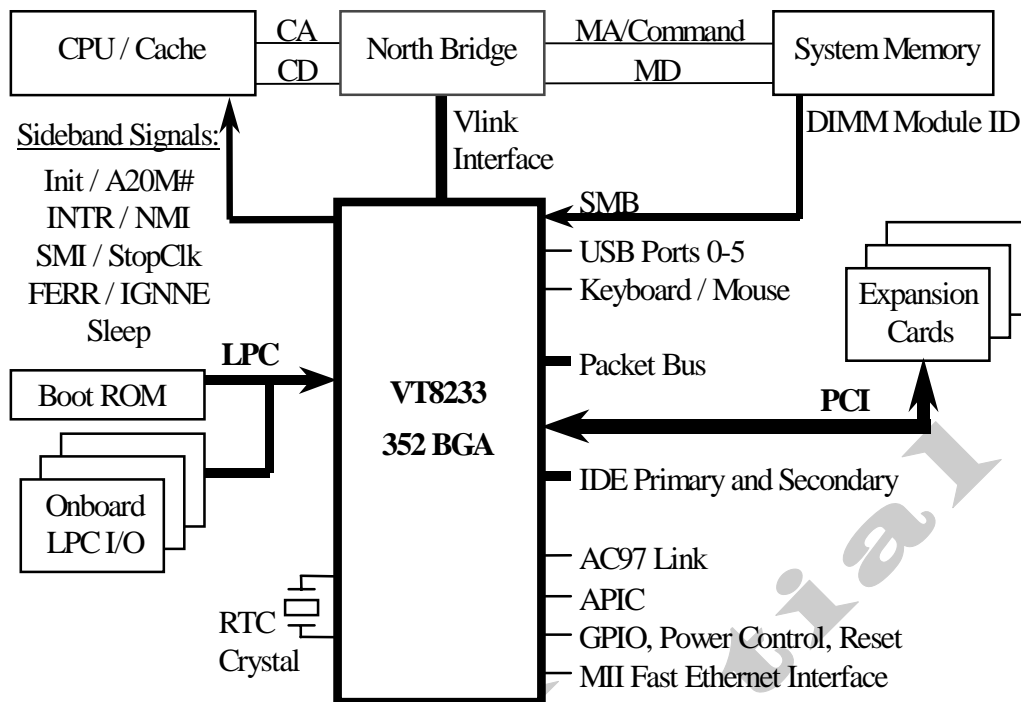 CPU / Cache
CA
CD
North Bridge
MA/Command
MD
System Memory
Sideband Signals:
Init / A20M#
INTR / NMI
SMI / StopClk
FERR / IGNNE
Sleep
Vlink
Interface
DIMM Module ID
SMB
USB Ports 0-5
Keyboard / Mouse
Expansion
Cards
LPC
Boot ROM
Packet Bus
PCI
VT8233
352 BGA
Onboard
LPC I/O
IDE Primary and Secondary
AC97 Link
APIC
GPIO, Power Control, Reset
MII Fast Ethernet Interface
RTC
Crystal
tial